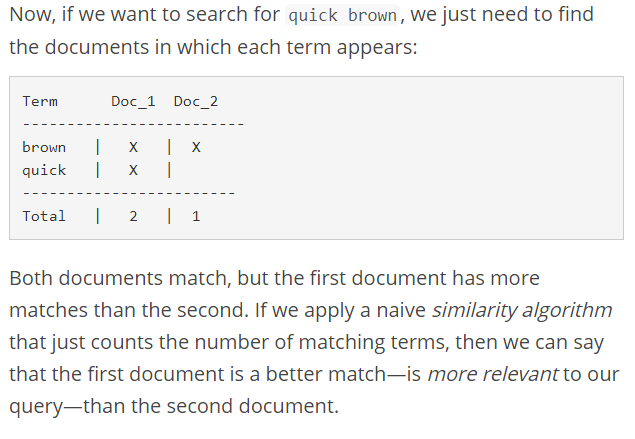 Now, if we want to search for quick brown, we just need to find
the documents in which each term appears:
Term      Doc_1  Doc_2
-------------------------
brown   |   X   |  X
quick   |   X   |
------------------------
Total   |   2   |  1
Both documents match, but the first document has more
matches than the second. If we apply a naive similarity algorithm
that just counts the number of matching terms, then we can say
that the first document is a better match—is more relevant to our
query—than the second document.